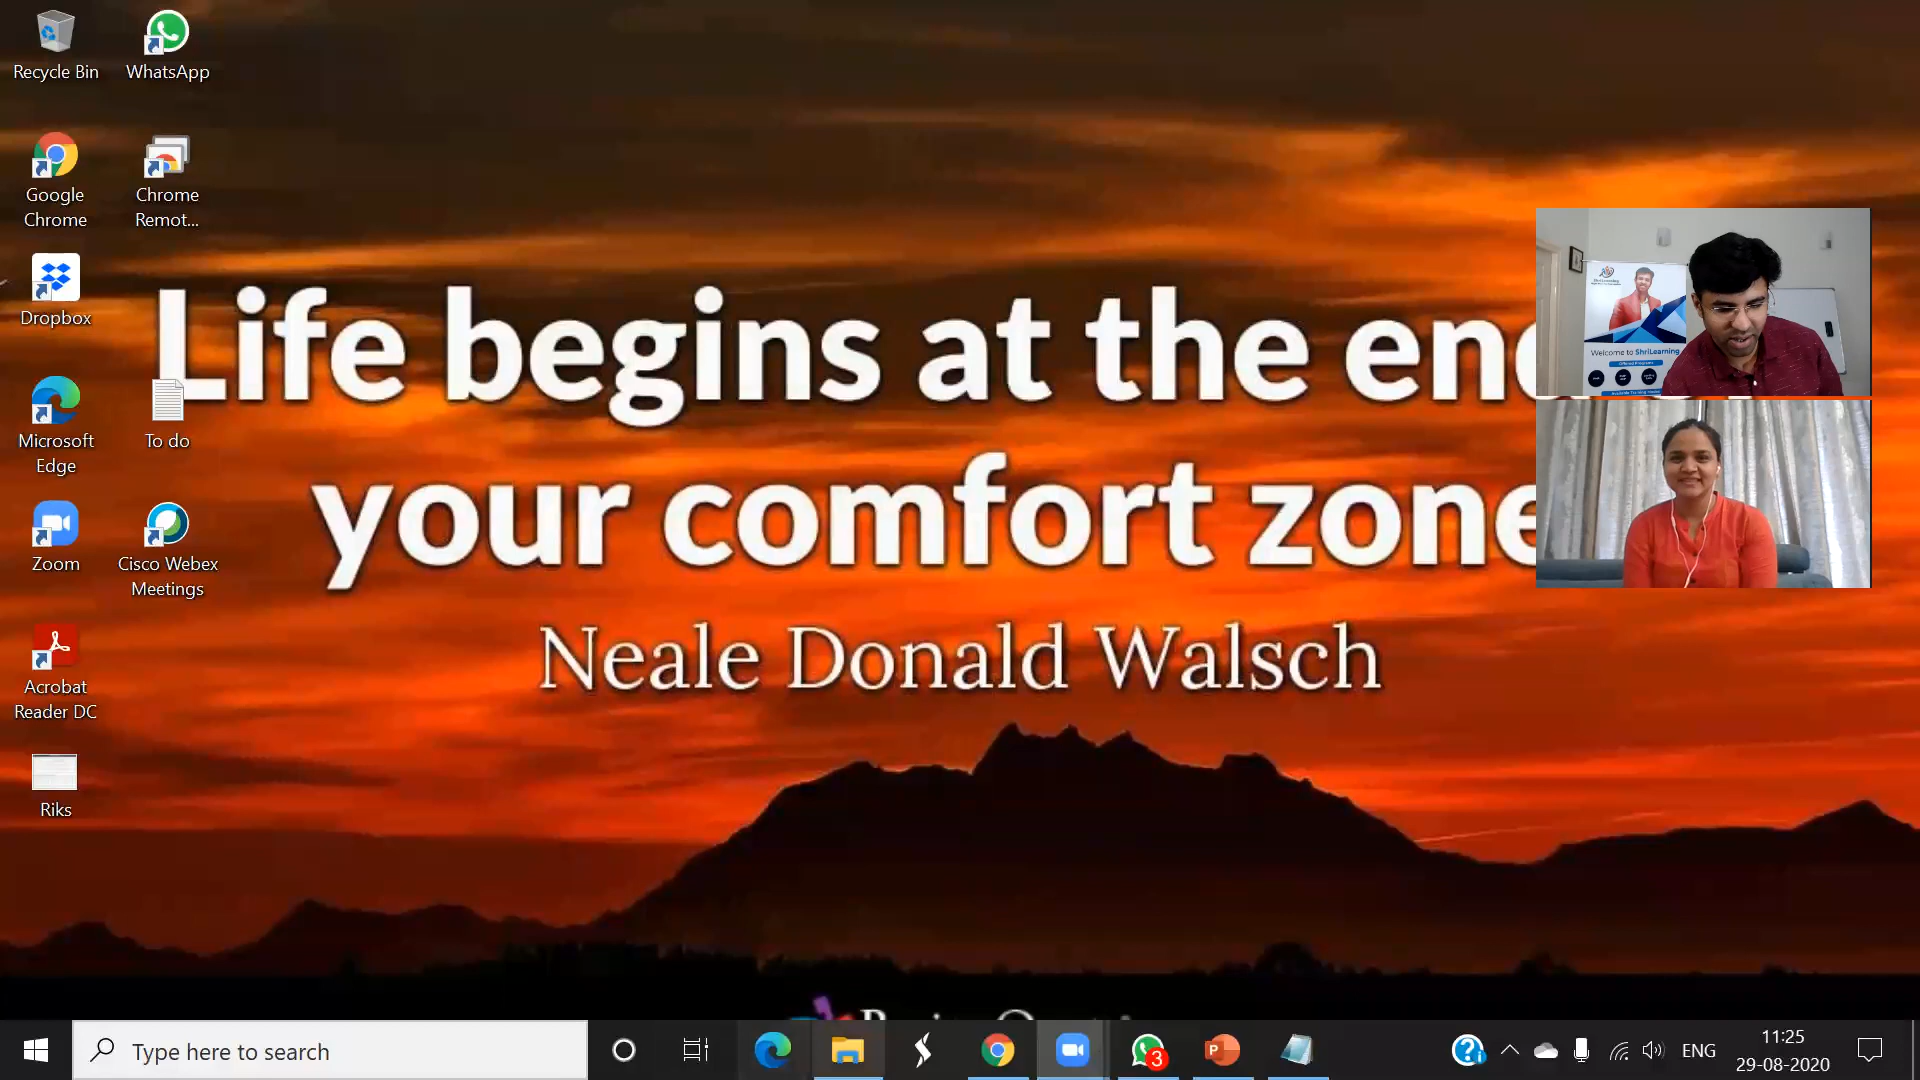 Recycle Bin
WhatsApp
Google
Chrome
Chrome
Remot...
Dropbox
Microsoft
Edge
To do
Zoom
Cisco Webex
Meetings
Acrobat
Reader DC
Riks
Life begins at the en
your comfort zone
Neale Donald Walsch
ShriLearning
Welcome to ShriLearning
Type here to search
3
ENG
11:25
29-08-2020